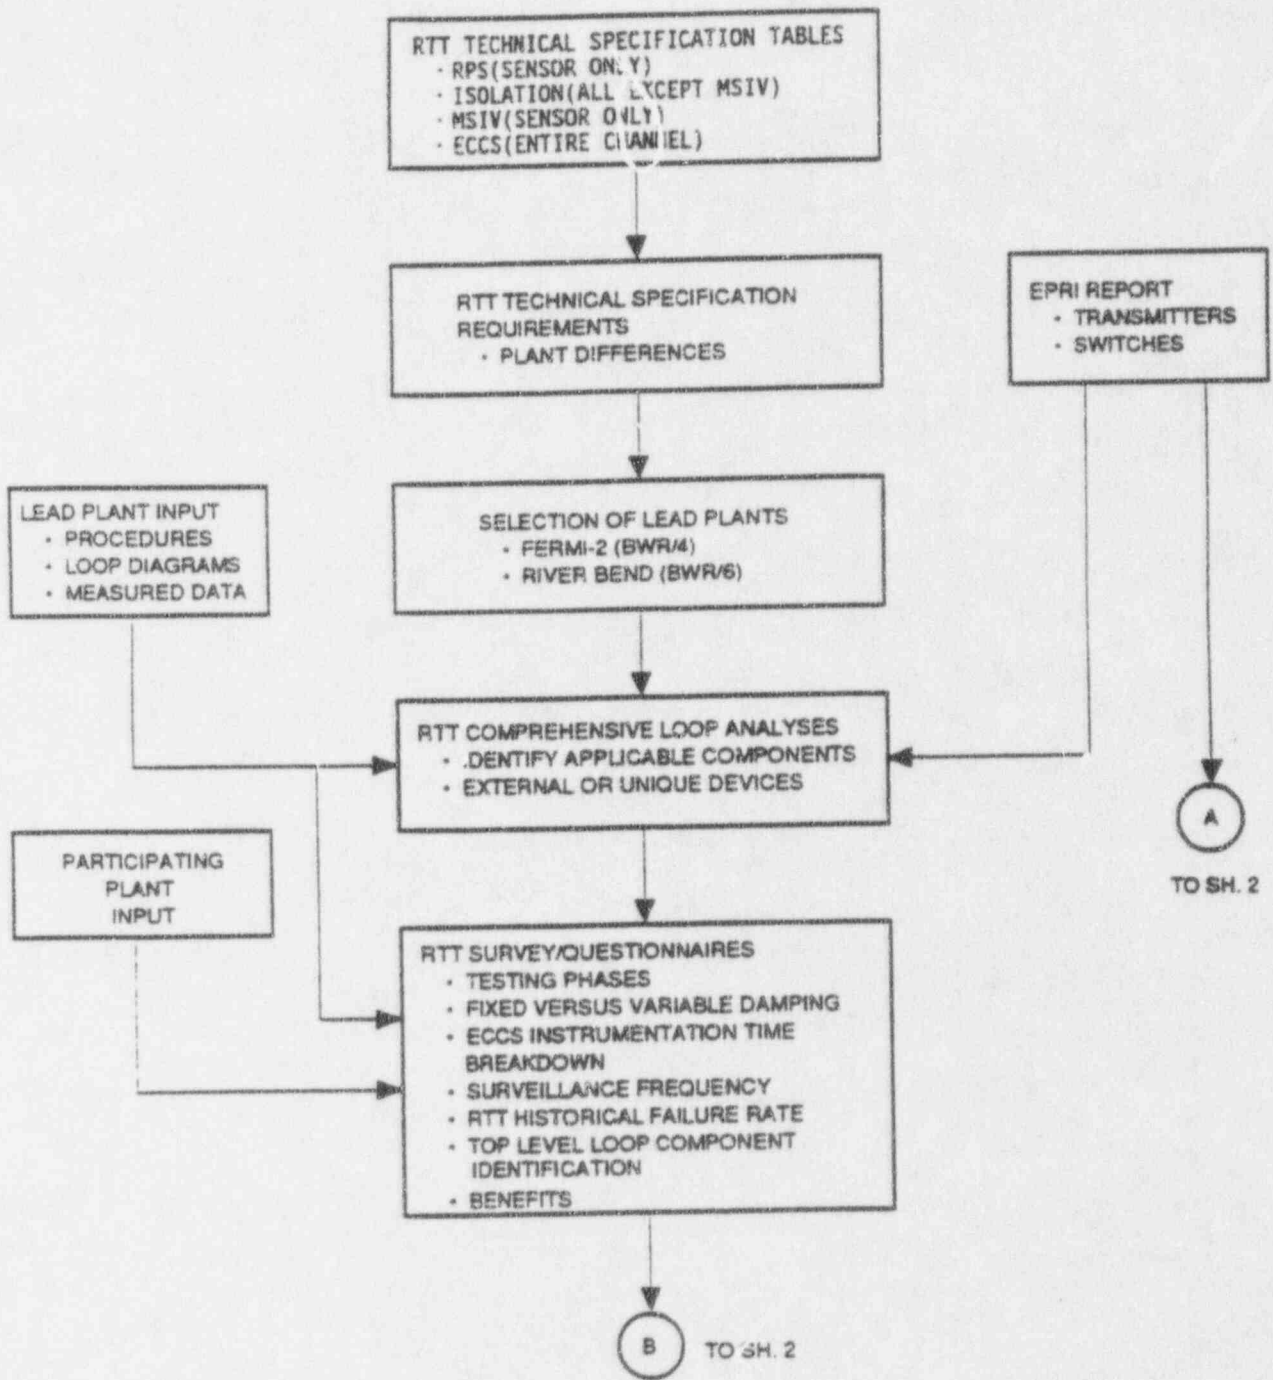 RTT TECHNICAL SPECIFICATION TABLES
· RPS(SENSOR ONLY)
· ISOLATION(ALL EXCEPT MSIV)
· MSIV(SENSOR ONLY)
· ECCS(ENTIRE CHANNEL)
RTT TECHNICAL SPECIFICATION
REQUIREMENTS
· PLANT DIFFERENCES
EPRI REPORT
· TRANSMITTERS
· SWITCHES
SELECTION OF LEAD PLANTS
· FERMI-2 (BWR/4)
· RIVER BEND (BWR/6)
LEAD PLANT INPUT
· PROCEDURES
· LOOP DIAGRAMS
· MEASURED DATA
RTT COMPREHENSIVE LOOP ANALYSES
· .DENTIFY APPLICABLE COMPONENTS
· EXTERNAL OR UNIQUE DEVICES
A
TO SH. 2
PARTICIPATING
PLANT
INPUT
RTT SURVEY/QUESTIONNAIRES
· TESTING PHASES
· FIXED VERSUS VARIABLE DAMPING
· ECCS INSTRUMENTATION TIME
BREAKDOWN
· SURVEILLANCE FREQUENCY
· RTT HISTORICAL FAILURE RATE
· TOP LEVEL LOOP COMPONENT
IDENTIFICATION
· BENEFITS
B
TO SH. 2